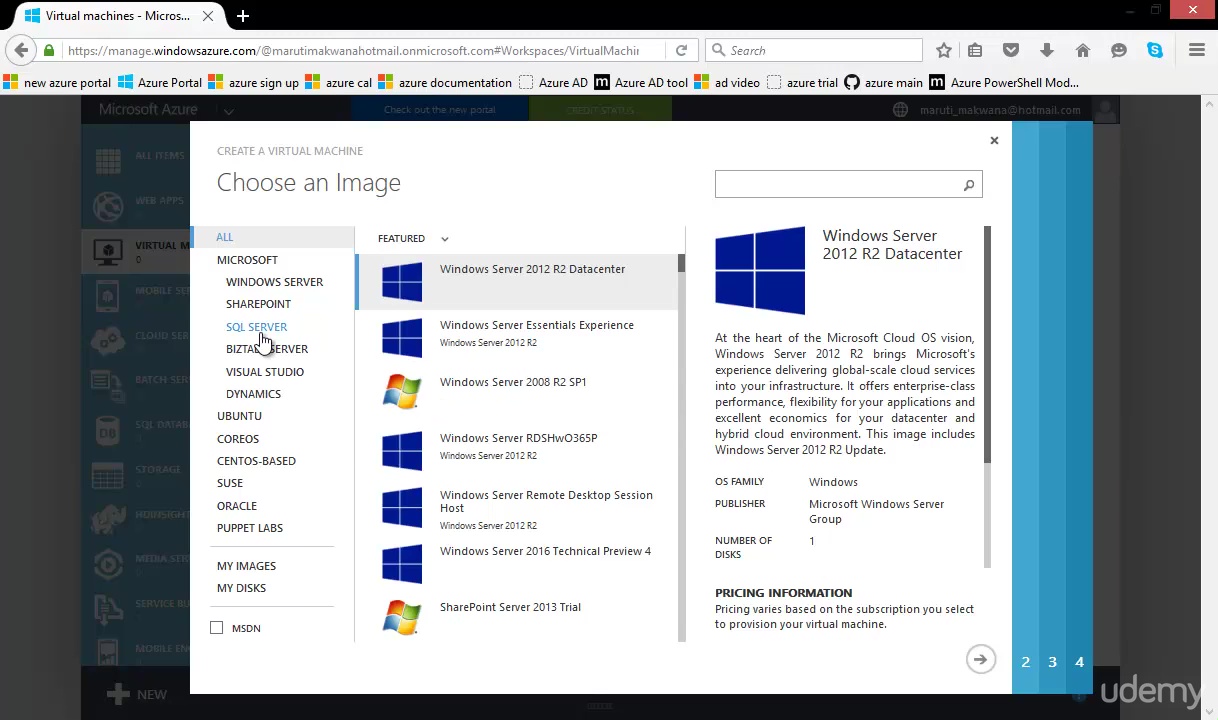 Virtual machines - Micros...
https://manage.windowsazure.com/@marutimakwanahotmail.onmicrosoft.com#Workspaces/VirtualMachin
Search
new azure portal
Azure Portal
azure sign up
azure cal
azure documentation
Azure AD
Azure AD tool
ad video
azure trial
azure main
Azure PowerShell Mod...
Microsoft Azure
Check out the new portal
CREDIT STATUS
maruti_makwana@hotmail.com
ALL ITEMS
WEB APPS
0
VIRTUAL M
0
MOBILE SER
CLOUD SER
BATCH SER
SQL DATAB
STORAGE
HDINSIGHT
MEDIA SER
SERVICE BU
MOBILE EN
NEW
CREATE A VIRTUAL MACHINE
Choose an Image
ALL
MICROSOFT
WINDOWS SERVER
SHAREPOINT
SQL SERVER
SERVER
VISUAL STUDIO
DYNAMICS
UBUNTU
COREOS
CENTOS-BASED
SUSE
ORACLE
PUPPET LABS
MY IMAGES
MY DISKS
MSDN
FEATURED
Windows Server 2012 R2 Datacenter
Windows Server Essentials Experience
Windows Server 2012 R2
Windows Server 2008 R2 SP1
Windows Server RDSHwO365P
Windows Server 2012 R2
Windows Server Remote Desktop Session
Host
Windows Server 2012 R2
Windows Server 2016 Technical Preview 4
SharePoint Server 2013 Trial
Windows Server
2012 R2 Datacenter
At the heart of the Microsoft Cloud OS vision,
Windows Server 2012 R2 brings Microsoft's
experience delivering global-scale cloud services
into your infrastructure. It offers enterprise-class
performance, flexibility for your applications and
excellent economics for your datacenter and
hybrid cloud environment. This image includes
Windows Server 2012 R2 Update.
OS FAMILY
Windows
PUBLISHER
Microsoft Windows Server
Group
NUMBER OF
DISKS
1
PRICING INFORMATION
Pricing varies based on the subscription you select
to provision your virtual machine.
2 3 4
udemy